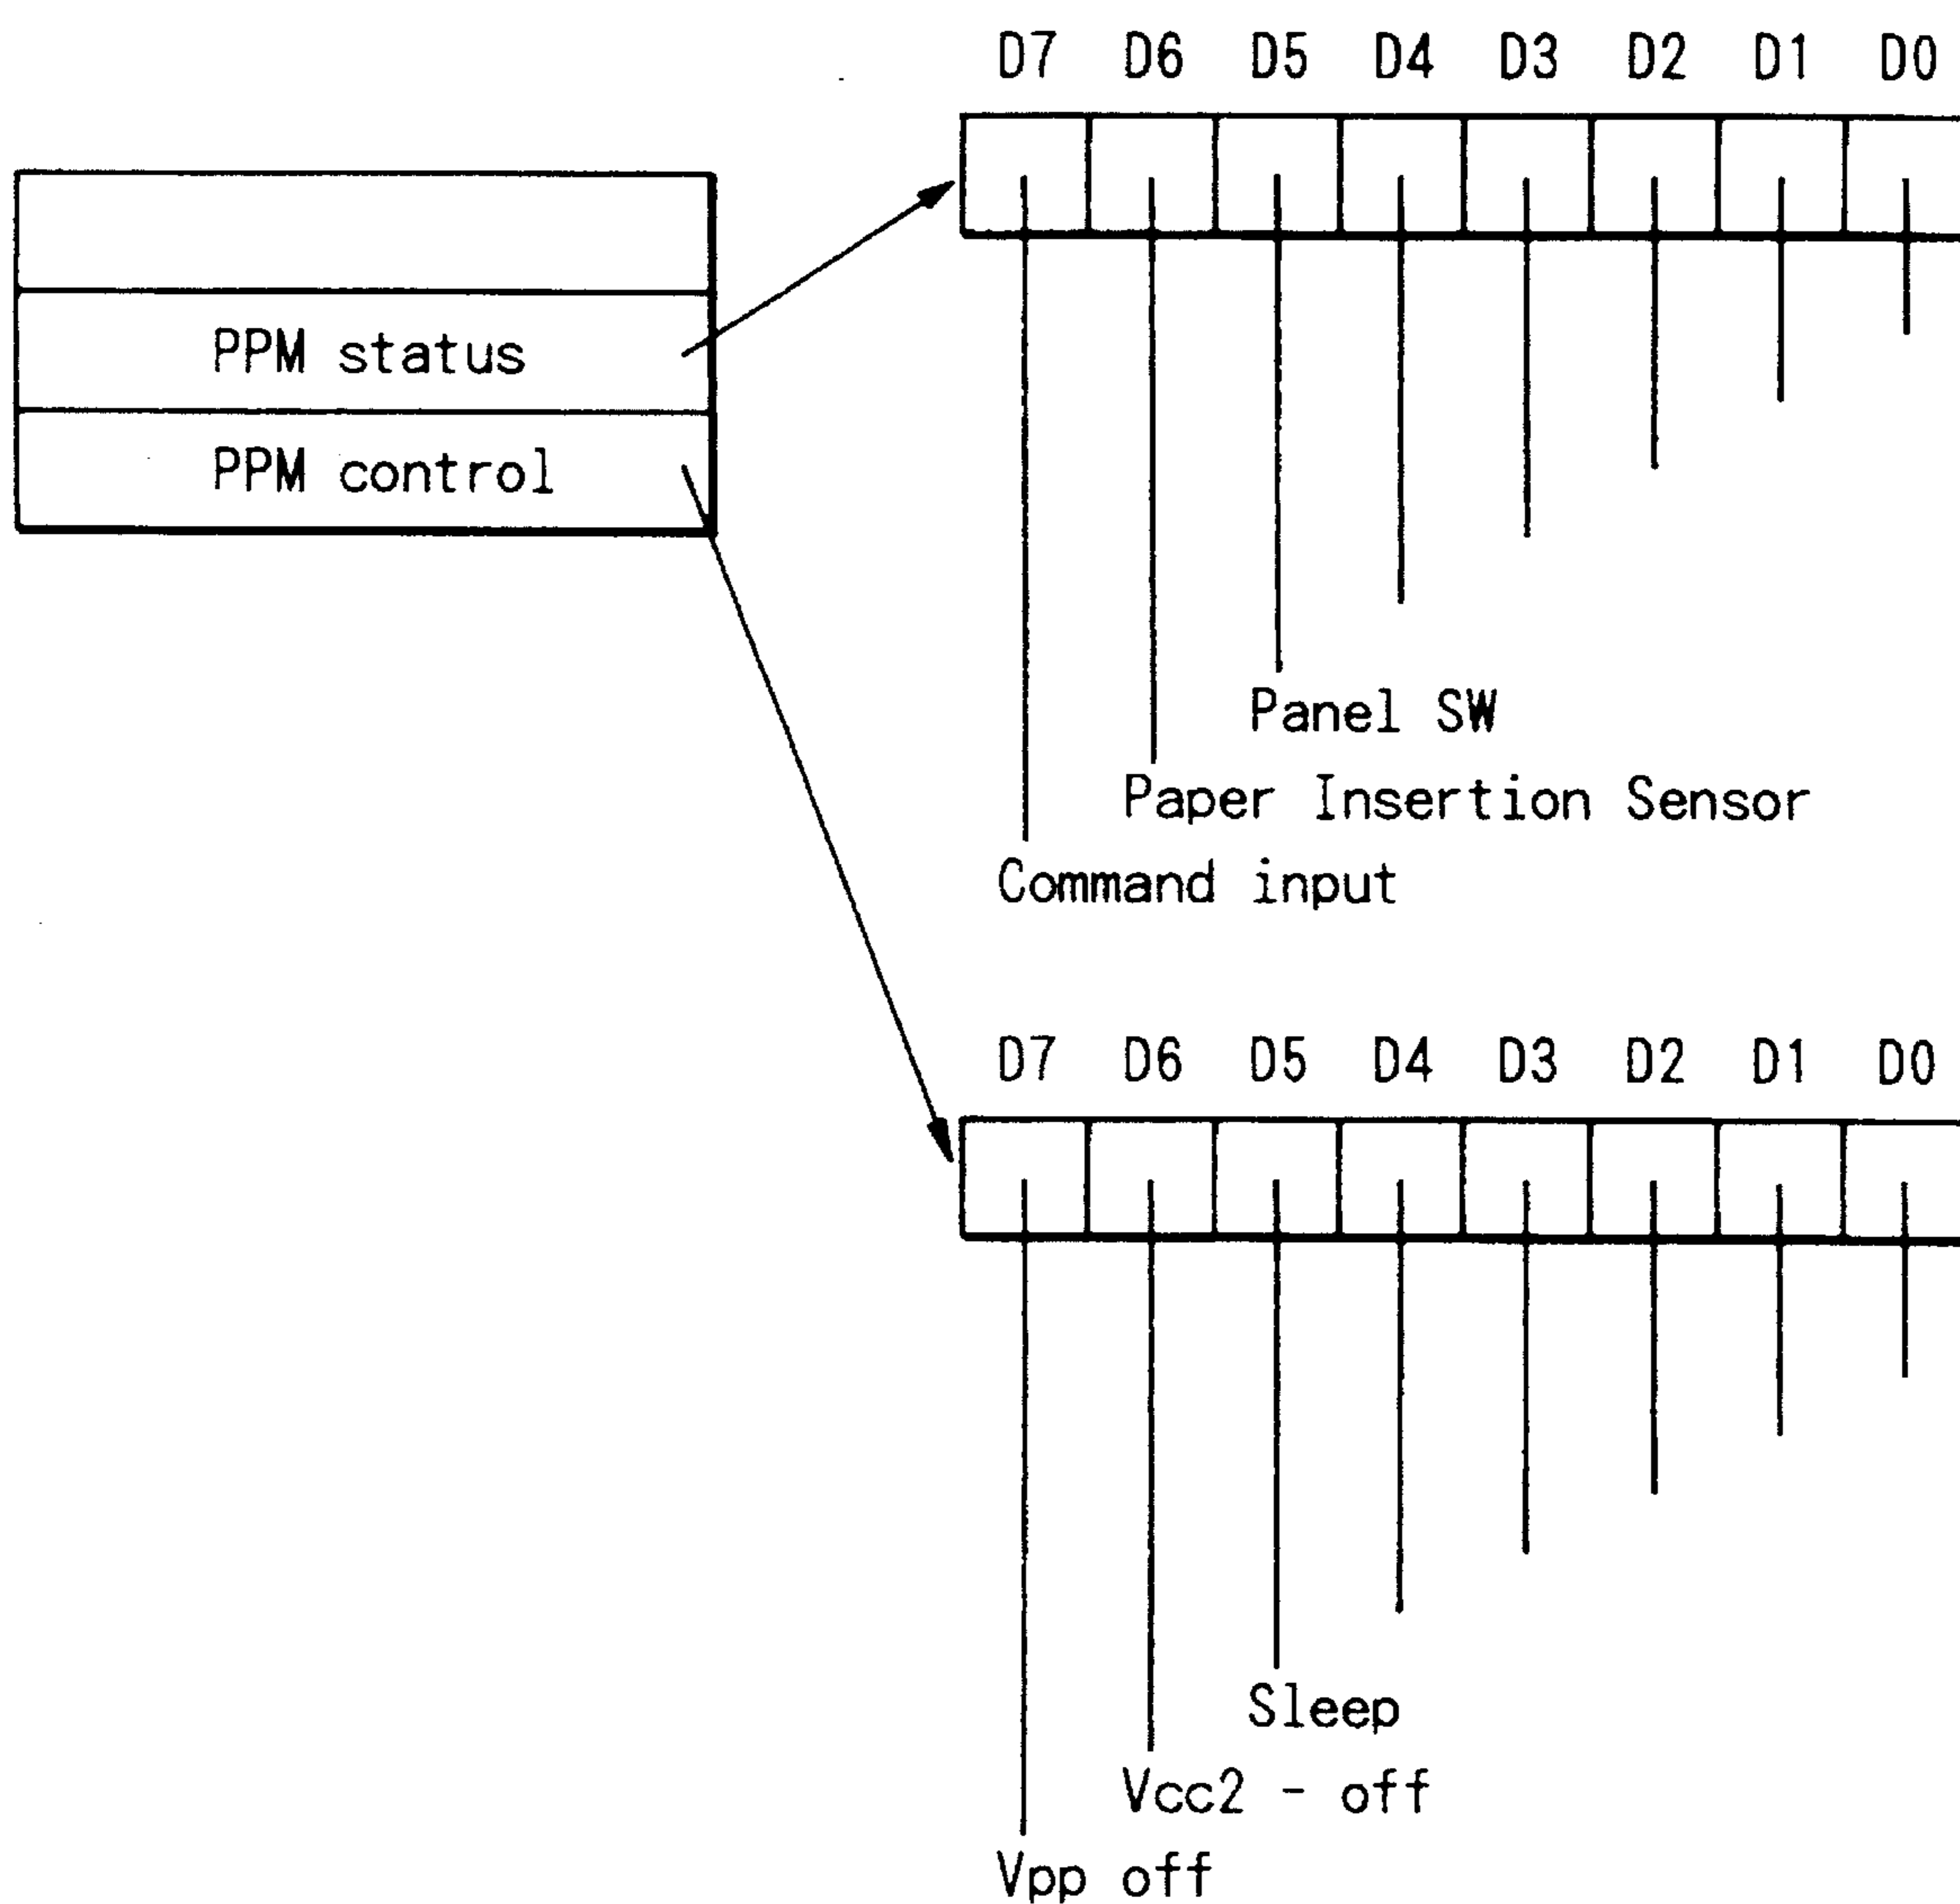 D7 D6 D5 D4 D3 D2 D1 D0
PPM status
PPM control
Panel SW
Paper Insertion Sensor
Command input
D7 D6 D5 D4 D3 D2 D1 D0
Sleep
Vcc2 - off
Vpp off